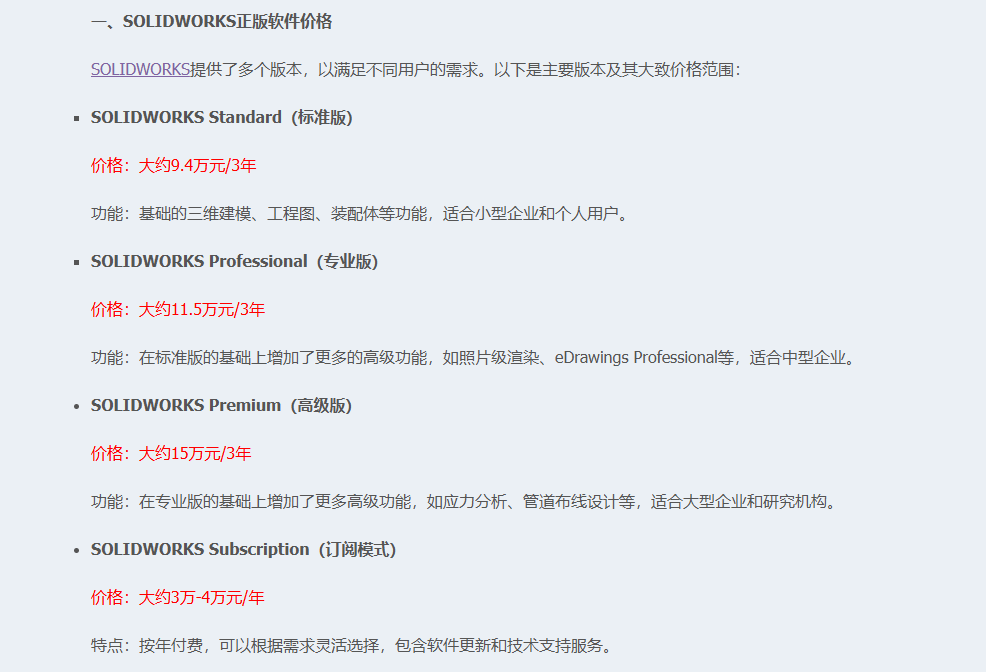 一、SOLIDWORKS正版软件价格
SOLIDWORKS提供了多个版本，以满足不同用户的需求。以下是主要版本及其大致价格范围：
▪ SOLIDWORKS Standard（标准版）
价格：大约9.4万元/3年
功能：基础的三维建模、工程图、装配体等功能，适合小型企业和个人用户。
▪ SOLIDWORKS Professional（专业版）
价格：大约11.5万元/3年
功能：在标准版的基础上增加了更多的高级功能，如照片级渲染、eDrawings Professional等，适合中型企业。
• SOLIDWORKS Premium（高级版）
价格：大约15万元/3年
功能：在专业版的基础上增加了更多高级功能，如应力分析、管道布线设计等，适合大型企业和研究机构。
• SOLIDWORKS Subscription（订阅模式）
价格：大约3万-4万元/年
特点：按年付费，可以根据需求灵活选择，包含软件更新和技术支持服务。